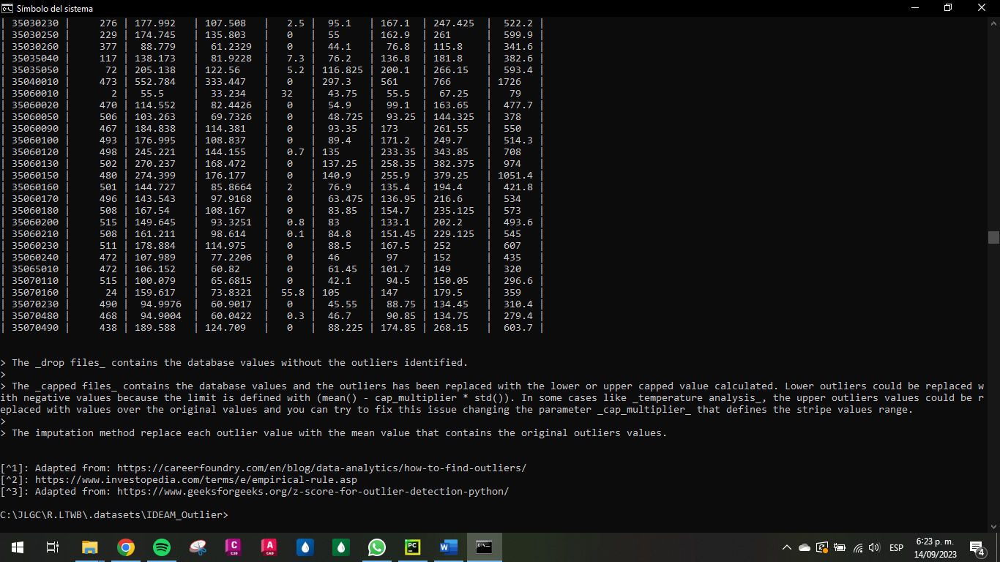 Símbolo del sistema
| 35030230 | 276 | 177.992 | 107.508 | 2.5 | 95.1 | 167.1 | 247.425 | 522.2 |
| 35030250 | 229 | 174.745 | 135.803 | 0 | 55 | 162.9 | 261 | 599.9 |
| 35030260 | 377 | 88.779 | 61.2329 | 0 | 44.1 | 76.8 | 115.8 | 341.6 |
| 35035040 | 117 | 138.173 | 81.9228 | 7.3 | 76.2 | 136.8 | 181.8 | 382.6 |
| 35035050 | 72 | 205.138 | 122.56 | 5.2 | 116.825 | 200.1 | 266.15 | 593.4 |
| 35040010 | 473 | 552.784 | 333.447 | 0 | 297.3 | 561 | 766 | 1726 |
| 35060010 | 2 | 55.5 | 33.234 | 32 | 43.75 | 55.5 | 67.25 | 79 |
| 35060020 | 470 | 114.552 | 82.4426 | 0 | 54.9 | 99.1 | 163.65 | 477.7 |
| 35060050 | 506 | 103.263 | 69.7326 | 0 | 48.725 | 93.25 | 144.325 | 378 |
| 35060090 | 467 | 184.838 | 114.381 | 0 | 93.35 | 173 | 261.55 | 550 |
| 35060100 | 493 | 176.995 | 108.837 | 0 | 89.4 | 171.2 | 249.7 | 514.3 |
| 35060120 | 498 | 245.221 | 144.155 | 0.7 | 135 | 233.35 | 343.85 | 708 |
| 35060130 | 502 | 270.237 | 168.472 | 0 | 137.25 | 258.35 | 382.375 | 974 |
| 35060150 | 480 | 274.399 | 176.177 | 0 | 140.9 | 255.9 | 379.25 | 1051.4 |
| 35060160 | 501 | 144.727 | 85.8664 | 2 | 76.9 | 135.4 | 194.4 | 421.8 |
| 35060170 | 496 | 143.543 | 97.9168 | 0 | 63.475 | 136.95 | 216.6 | 534 |
| 35060180 | 508 | 167.54 | 108.167 | 0 | 83.85 | 154.7 | 235.125 | 573 |
| 35060200 | 515 | 149.645 | 93.3251 | 0.8 | 83 | 133.1 | 202.2 | 493.6 |
| 35060210 | 508 | 161.211 | 98.614 | 0.1 | 84.8 | 151.45 | 229.125 | 545 |
| 35060230 | 511 | 178.884 | 114.975 | 0 | 88.5 | 167.5 | 252 | 607 |
| 35060240 | 472 | 107.989 | 77.2206 | 0 | 46 | 97 | 152 | 435 |
| 35065010 | 472 | 106.152 | 60.82 | 0 | 61.45 | 101.7 | 149 | 320 |
| 35070110 | 515 | 100.079 | 65.6815 | 0 | 42.1 | 94.5 | 150.05 | 296.6 |
| 35070160 | 24 | 159.617 | 73.8321 | 55.8 | 105 | 147 | 179.5 | 359 |
| 35070230 | 490 | 94.9976 | 60.9017 | 0 | 45.55 | 88.75 | 134.45 | 310.4 |
| 35070480 | 468 | 94.9004 | 60.0422 | 0.3 | 46.7 | 90.85 | 134.75 | 279.4 |
| 35070490 | 438 | 189.588 | 124.709 | 0 | 88.225 | 174.85 | 268.15 | 603.7 |
> The _drop files_ contains the database values without the outliers identified.
>
> The _capped files_ contains the database values and the outliers has been replaced with the lower or upper capped value calculated. Lower outliers could be replaced w
ith negative values because the limit is defined with (mean() - cap_multiplier * std()). In some cases like _temperature analysis_, the upper outliers values could be r
eplaced with values over the original values and you can try to fix this issue changing the parameter _cap_multiplier_ that defines the stripe values range.
>
> The imputation method replace each outlier value with the mean value that contains the original outliers values.
[^1]: Adapted from: https://careerfoundry.com/en/blog/data-analytics/how-to-find-outliers/
[^2]: https://www.investopedia.com/terms/e/empirical-rule.asp
[^3]: Adapted from: https://www.geeksforgeeks.org/z-score-for-outlier-detection-python/
C:\JLGC\R.LTWB\.datasets\IDEAM_Outlier>
ESP
6:23 p. m.
14/09/2023
4